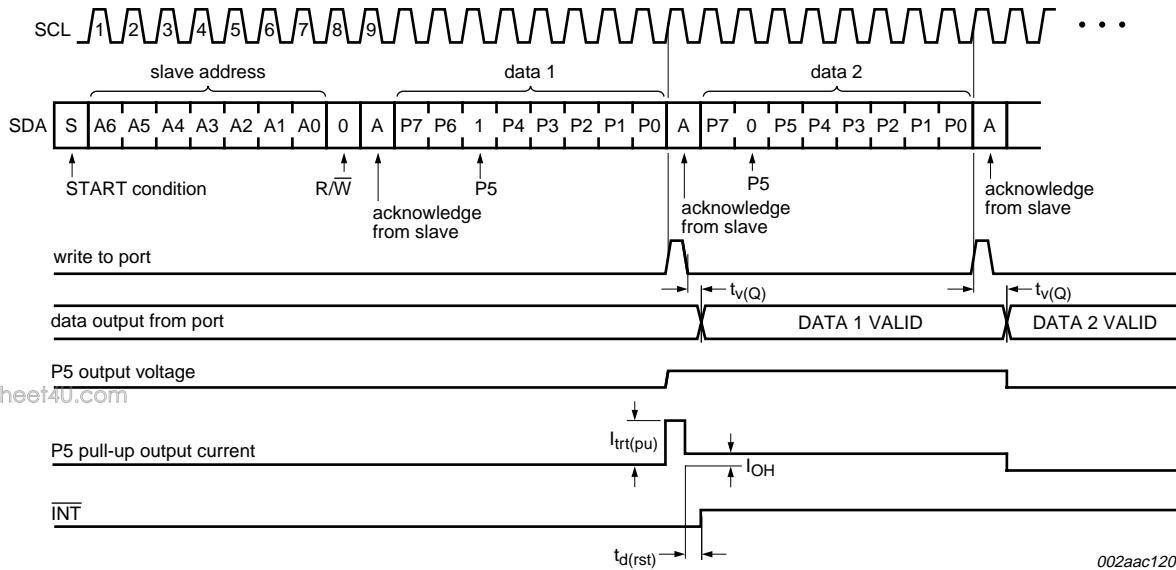 SCL 1 2 3 4 5 6 7 8 9
slave address data 1 data 2
SDA S A6 A5 A4 A3 A2 A1 A0 0 A P7 P6 1 P4 P3 P2 P1 P0 A P7 0 P5 P4 P3 P2 P1 P0 A
START condition R/W̅ P5 P5
acknowledge from slave
acknowledge from slave
acknowledge from slave
write to port
tv(Q) tv(Q)
data output from port DATA 1 VALID DATA 2 VALID
P5 output voltage
heet4U.com
Itrt(pu)
P5 pull-up output current
IOH
I̅N̅T̅
td(rst)
002aac120